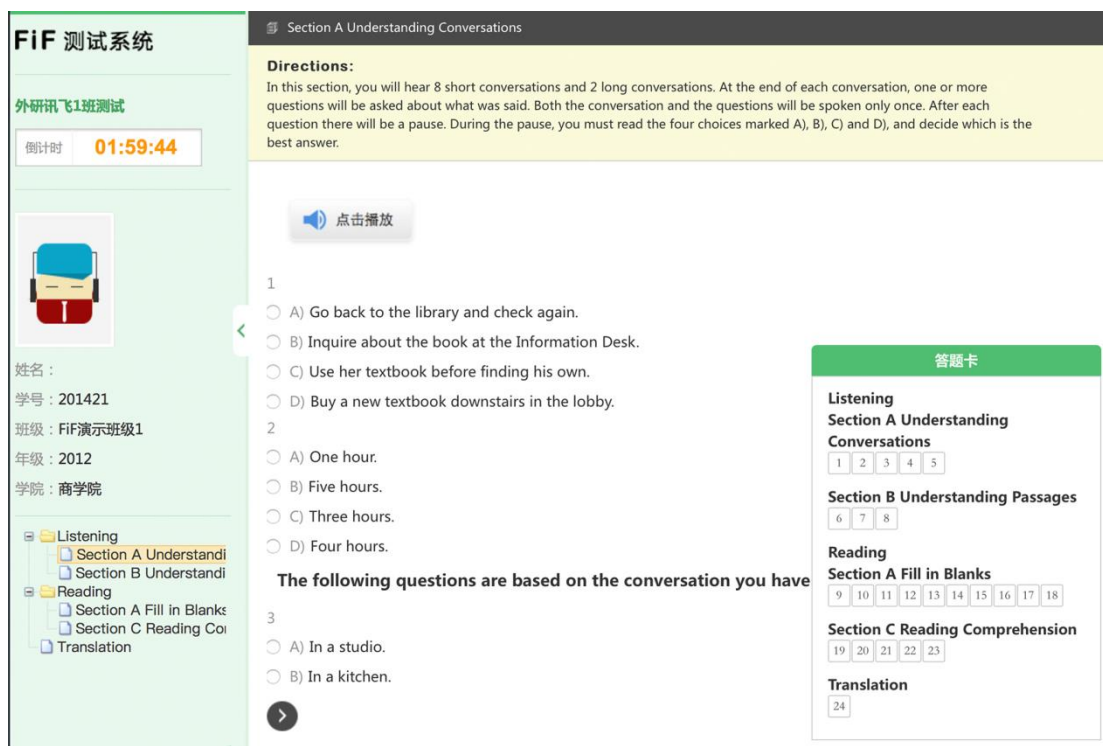 FiF 测试系统
外研讯飞1班测试
倒计时 01:59:44
姓名：
学号：201421
班级：FiF演示班级1
年级：2012
学院：商学院
Listening
Section A Understandi
Section B Understandi
Reading
Section A Fill in Blanks
Section C Reading Co
Translation
Section A Understanding Conversations
Directions:
In this section, you will hear 8 short conversations and 2 long conversations. At the end of each conversation, one or more
questions will be asked about what was said. Both the conversation and the questions will be spoken only once. After each
question there will be a pause. During the pause, you must read the four choices marked A), B), C) and D), and decide which is the
best answer.
点击播放
1
A) Go back to the library and check again.
B) Inquire about the book at the Information Desk.
C) Use her textbook before finding his own.
D) Buy a new textbook downstairs in the lobby.
2
A) One hour.
B) Five hours.
C) Three hours.
D) Four hours.
The following questions are based on the conversation you have
3
A) In a studio.
B) In a kitchen.
答题卡
Listening
Section A Understanding
Conversations
1 2 3 4 5
Section B Understanding Passages
6 7 8
Reading
Section A Fill in Blanks
9 10 11 12 13 14 15 16 17 18
Section C Reading Comprehension
19 20 21 22 23
Translation
24